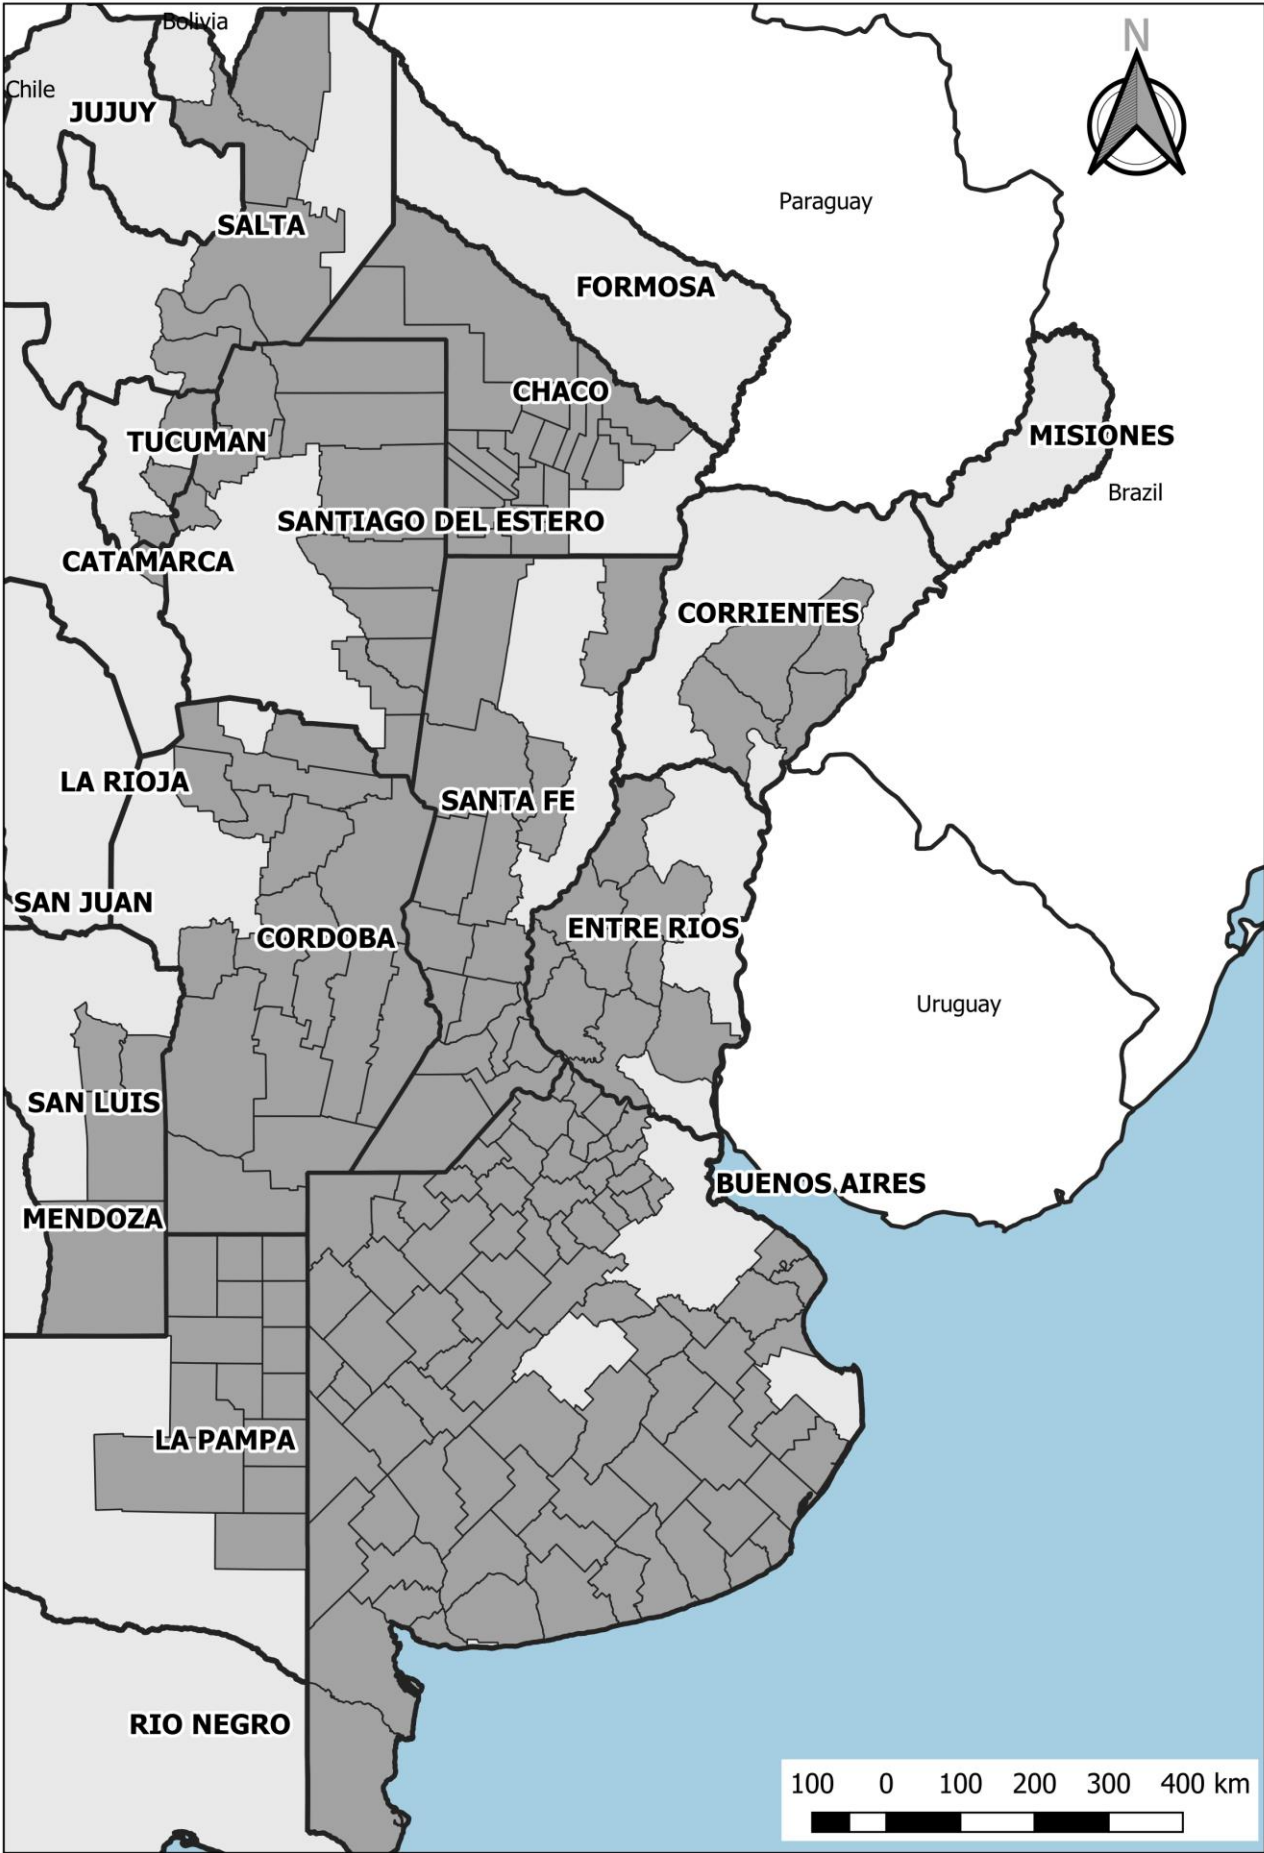 Bolivia
N
Chile
JUJUY
Paraguay
SALTA
FORMOSA
CHACO
TUCUMAN
MISIONES
Brazil
SANTIAGO DEL ESTERO
CATAMARCA
CORRIENTES
LA RIOJA
SANTA FE
SAN JUAN
ENTRE RIOS
CORDOBA
Uruguay
SAN LUIS
BUENOS AIRES
MENDOZA
LA PAMPA
RIO NEGRO
100 0 100 200 300 400 km